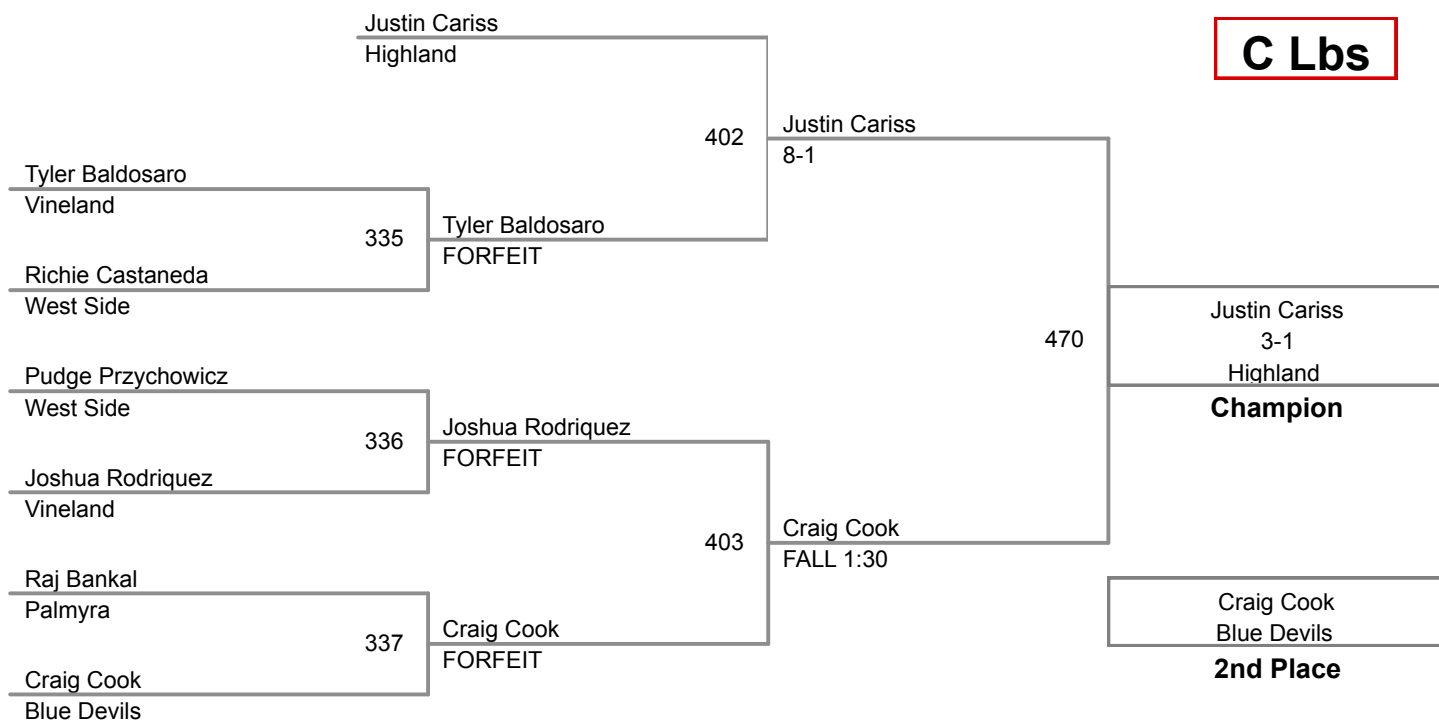 Justin Cariss
Highland
C Lbs
402
Justin Cariss
8-1
Tyler Baldosaro
Vineland
335
Tyler Baldosaro
FORFEIT
Richie Castaneda
West Side
470
Justin Cariss
3-1
Highland
Champion
Pudge Przychowicz
West Side
336
Joshua Rodriquez
FORFEIT
Joshua Rodriquez
Vineland
403
Craig Cook
FALL 1:30
Raj Bankal
Palmyra
337
Craig Cook
FORFEIT
Craig Cook
Blue Devils
Craig Cook
Blue Devils
2nd Place